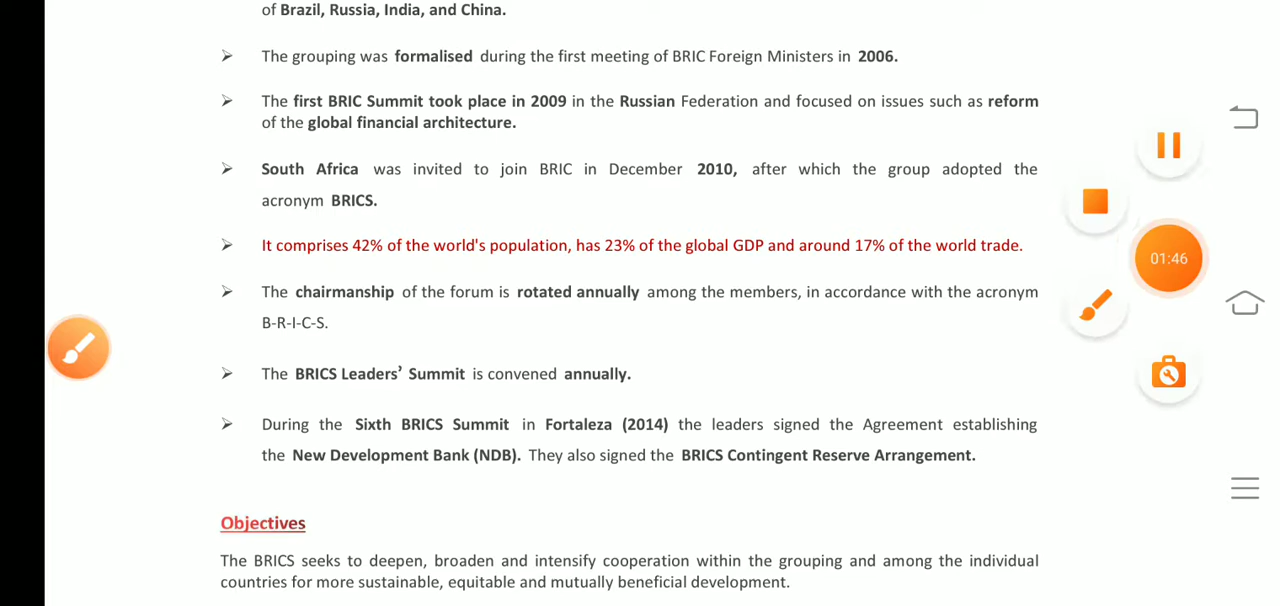 of Brazil, Russia, India, and China.
➢ The grouping was formalised during the first meeting of BRIC Foreign Ministers in 2006.
➢ The first BRIC Summit took place in 2009 in the Russian Federation and focused on issues such as reform
of the global financial architecture.
➢ South Africa was invited to join BRIC in December 2010, after which the group adopted the
acronym BRICS.
➢ It comprises 42% of the world's population, has 23% of the global GDP and around 17% of the world trade.
➢ The chairmanship of the forum is rotated annually among the members, in accordance with the acronym
B-R-I-C-S.
➢ The BRICS Leaders’ Summit is convened annually.
➢ During the Sixth BRICS Summit in Fortaleza (2014) the leaders signed the Agreement establishing
the New Development Bank (NDB). They also signed the BRICS Contingent Reserve Arrangement.
Objectives
The BRICS seeks to deepen, broaden and intensify cooperation within the grouping and among the individual
countries for more sustainable, equitable and mutually beneficial development.
01:46